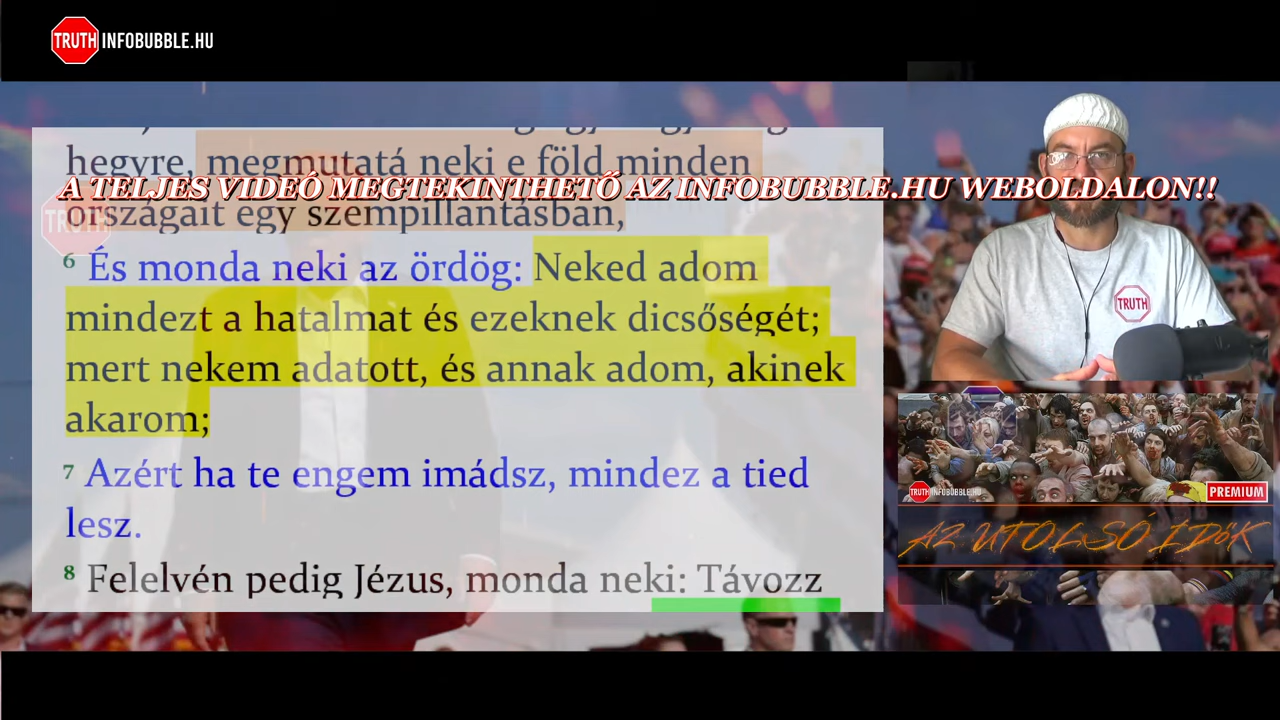 TRUTH INFOBUBBLE.HU
hegyre, megmutatá neki e föld minden
A TELJES VIDEÓ MEGTEKINTHETŐ AZ INFOBUBBLE.HU WEBOLDALON!!
országait egy szempillantásban,
TRUTH
6 És monda neki az ördög: Neked adom
mindezt a hatalmat és ezeknek dicsőségét;
mert nekem adatott, és annak adom, akinek
akarom;
7 Azért ha te engem imádsz, mindez a tied
lesz.
8 Felelvén pedig Jézus, monda neki: Távozz
TRUTH
TRUTH INFOBUBBLE.HU
PREMIUM
AZ UTOLSÓ IDŐK